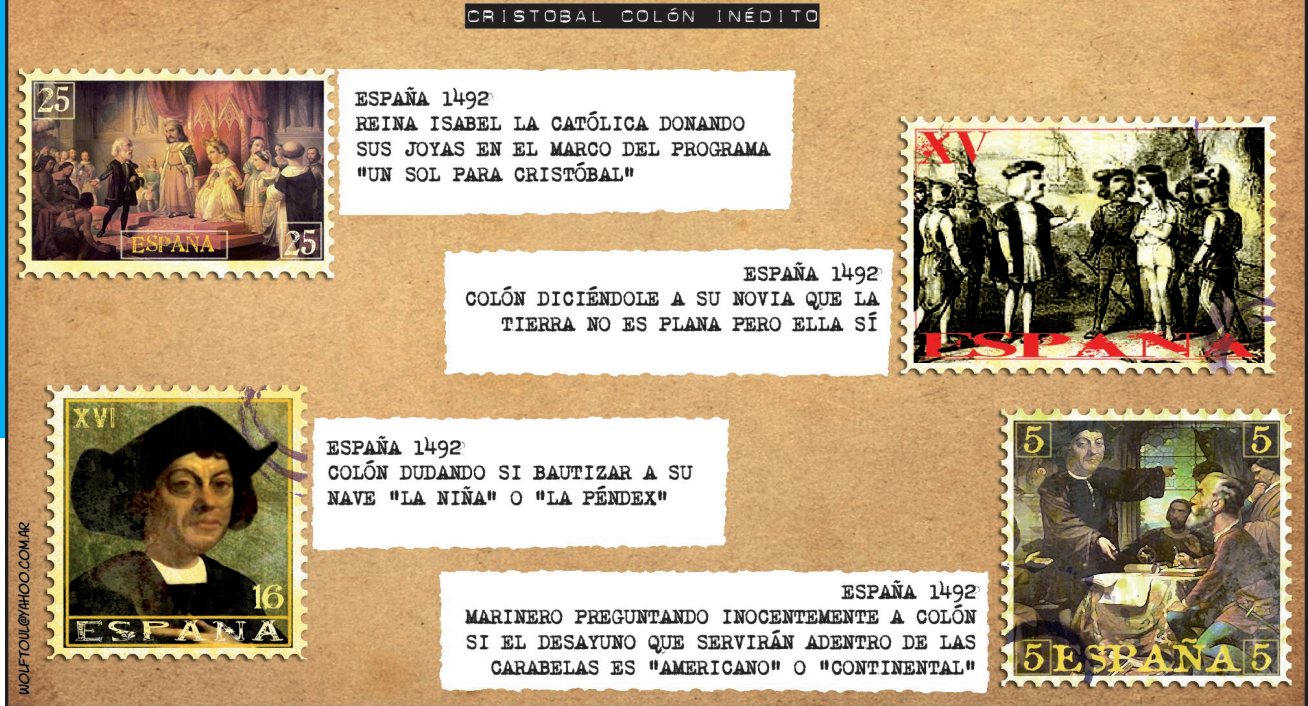 CRISTOBAL COLÓN INÉDITO
25
ESPAÑA
25
ESPAÑA 1492
REINA ISABEL LA CATÓLICA DONANDO
SUS JOYAS EN EL MARCO DEL PROGRAMA
"UN SOL PARA CRISTÓBAL"
XV
ESPAÑA
ESPAÑA 1492
COLÓN DICIÉNDOLE A SU NOVIA QUE LA
TIERRA NO ES PLANA PERO ELLA SÍ
XVI
16
ESPAÑA
ESPAÑA 1492
COLÓN DUDANDO SI BAUTIZAR A SU
NAVE "LA NIÑA" O "LA PÉNDEX"
5 5
5 ESPAÑA 5
ESPAÑA 1492
MARINERO PREGUNTANDO INOCENTEMENTE A COLÓN
SI EL DESAYUNO QUE SERVIRÁN ADENTRO DE LAS
CARABELAS ES "AMERICANO" O "CONTINENTAL"
WOLFTOUL@YAHOO.COM.AR